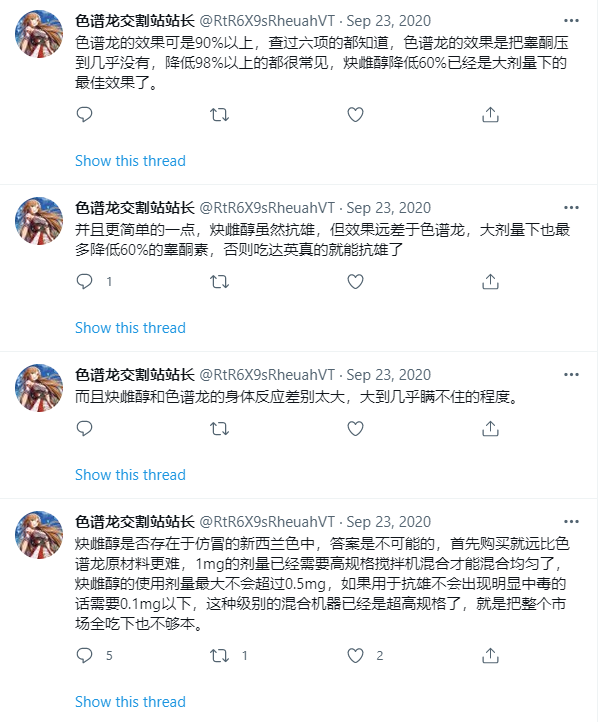 色谱龙交割站站长 @RtR6X9sRheuahVT · Sep 23, 2020
色谱龙的效果可是90%以上，查过六项的都知道，色谱龙的效果是把睾酮压
到几乎没有，降低98%以上的都很常见，炔雌醇降低60%已经是大剂量下的
最佳效果了。
Show this thread
色谱龙交割站站长 @RtR6X9sRheuahVT · Sep 23, 2020
并且更简单的一点，炔雌醇虽然抗雄，但效果远差于色谱龙，大剂量下也最
多降低60%的睾酮素，否则吃达英真的就能抗雄了
1
Show this thread
色谱龙交割站站长 @RtR6X9sRheuahVT · Sep 23, 2020
而且炔雌醇和色谱龙的身体反应差别太大，大到几乎瞒不住的程度。
Show this thread
色谱龙交割站站长 @RtR6X9sRheuahVT · Sep 23, 2020
炔雌醇是否存在于仿冒的新西兰色中，答案是不可能的，首先购买就远比色
谱龙原材料更难，1mg的剂量已经需要高规格搅拌机混合才能混合均匀了，
炔雌醇的使用剂量最大不会超过0.5mg，如果用于抗雄不会出现明显中毒的
话需要0.1mg以下，这种级别的混合机器已经是超高规格了，就是把整个市
场全吃下也不够本。
5 1 2
Show this thread